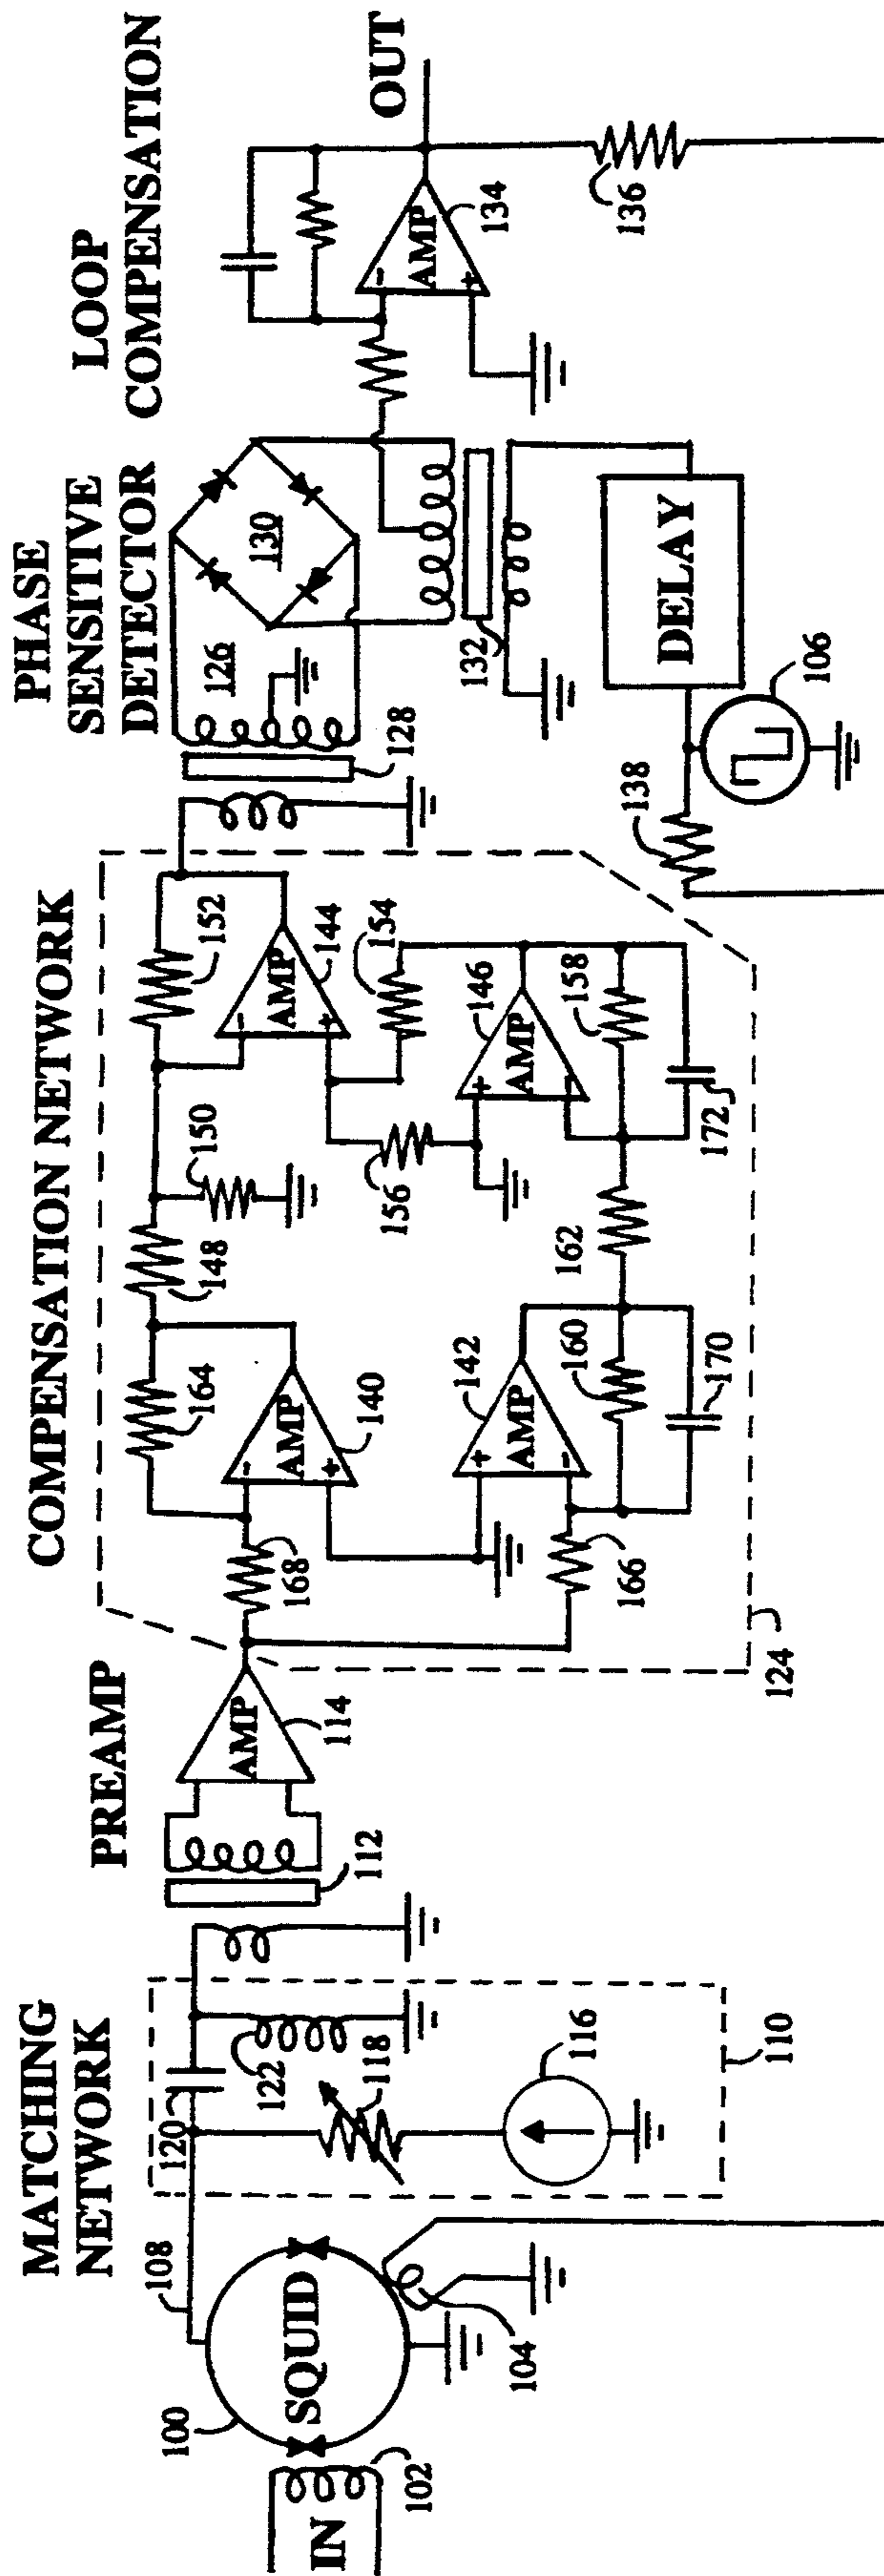 MATCHING
NETWORK
PREAMP
COMPENSATION NETWORK
PHASE
SENSITIVE
DETECTOR
LOOP
COMPENSATION
100
108
120
122
118
116
110
SQUID
IN
102
104
112
AMP
114
168
164
AMP
140
148
150
152
AMP
144
154
156
AMP
142
166
160
170
162
AMP
146
158
172
124
126
128
130
132
AMP
134
OUT
136
DELAY
138
106
-
+
+
-
-
+
+
-
-
+